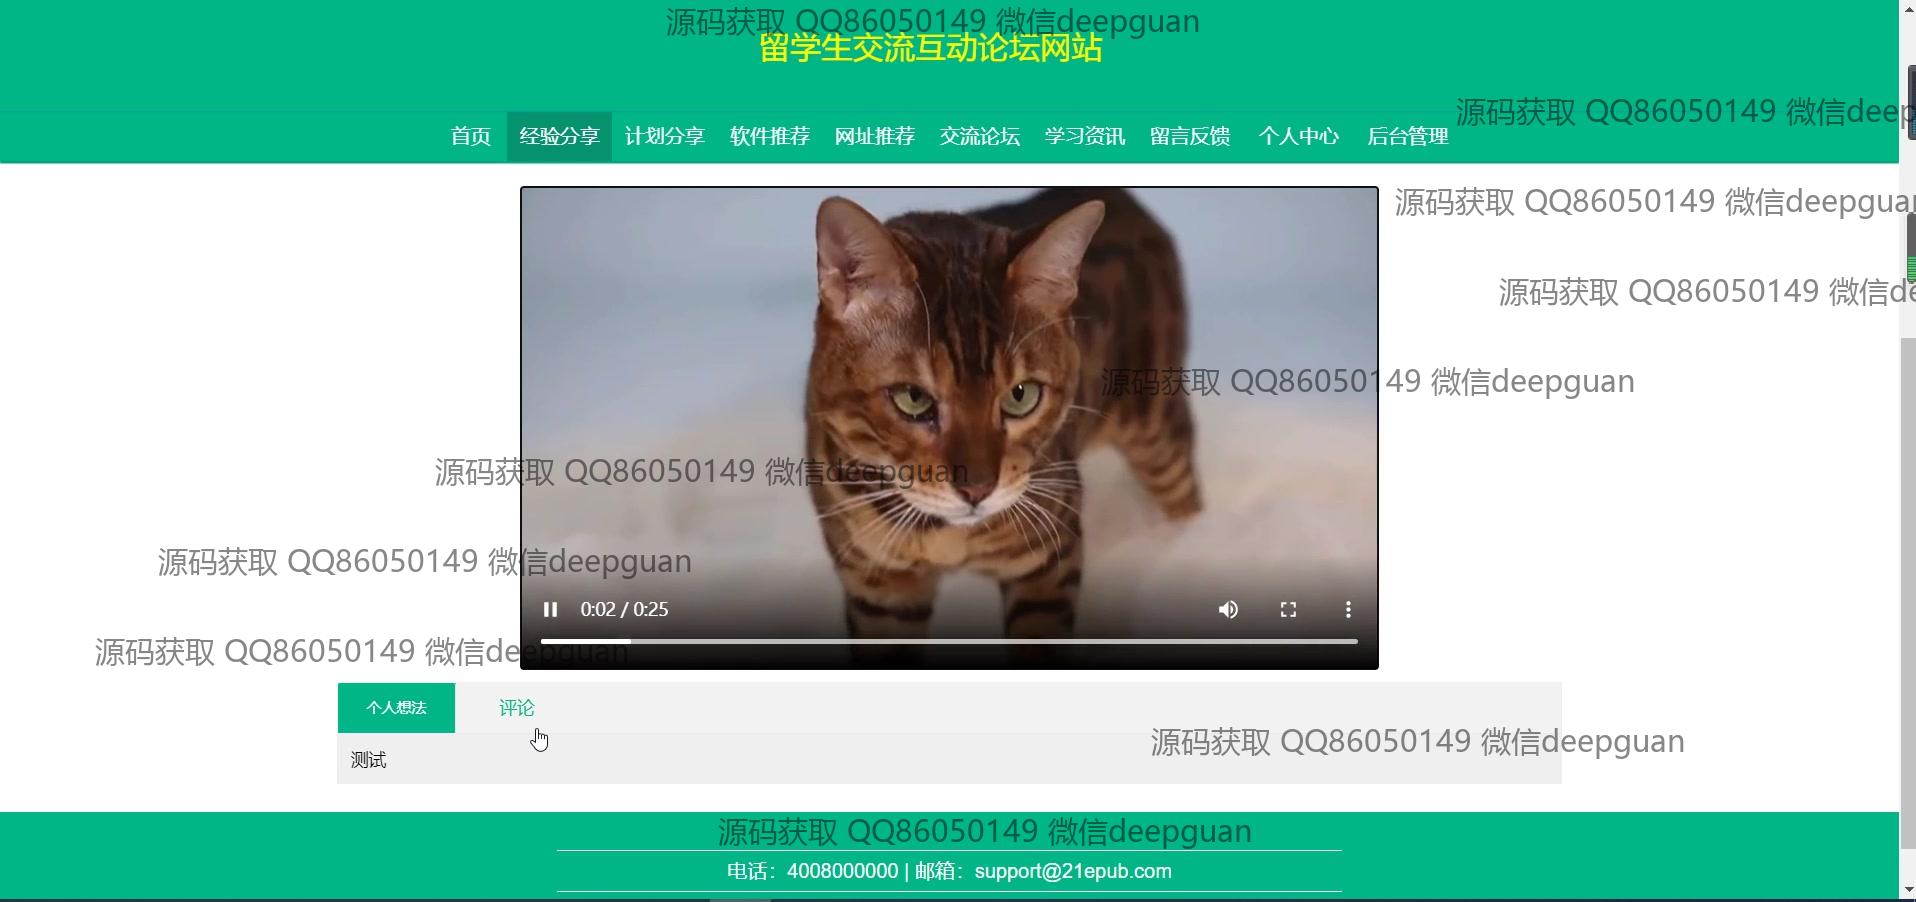 源码获取 QQ86050149 微信deepguan
留学生交流互动论坛网站
源码获取 QQ86050149 微信deep
首页 经验分享 计划分享 软件推荐 网址推荐 交流论坛 学习资讯 留言反馈 个人中心 后台管理
源码获取 QQ86050149 微信deepgua
源码获取 QQ86050149 微信de
源码获取 QQ86050149 微信deepguan
源码获取 QQ86050149 微信deepguan
源码获取 QQ86050149 微信deepguan
0:02 / 0:25
源码获取 QQ86050149 微信deepguan
个人想法 评论
源码获取 QQ86050149 微信deepguan
测试
源码获取 QQ86050149 微信deepguan
电话：4008000000 | 邮箱：support@21epub.com